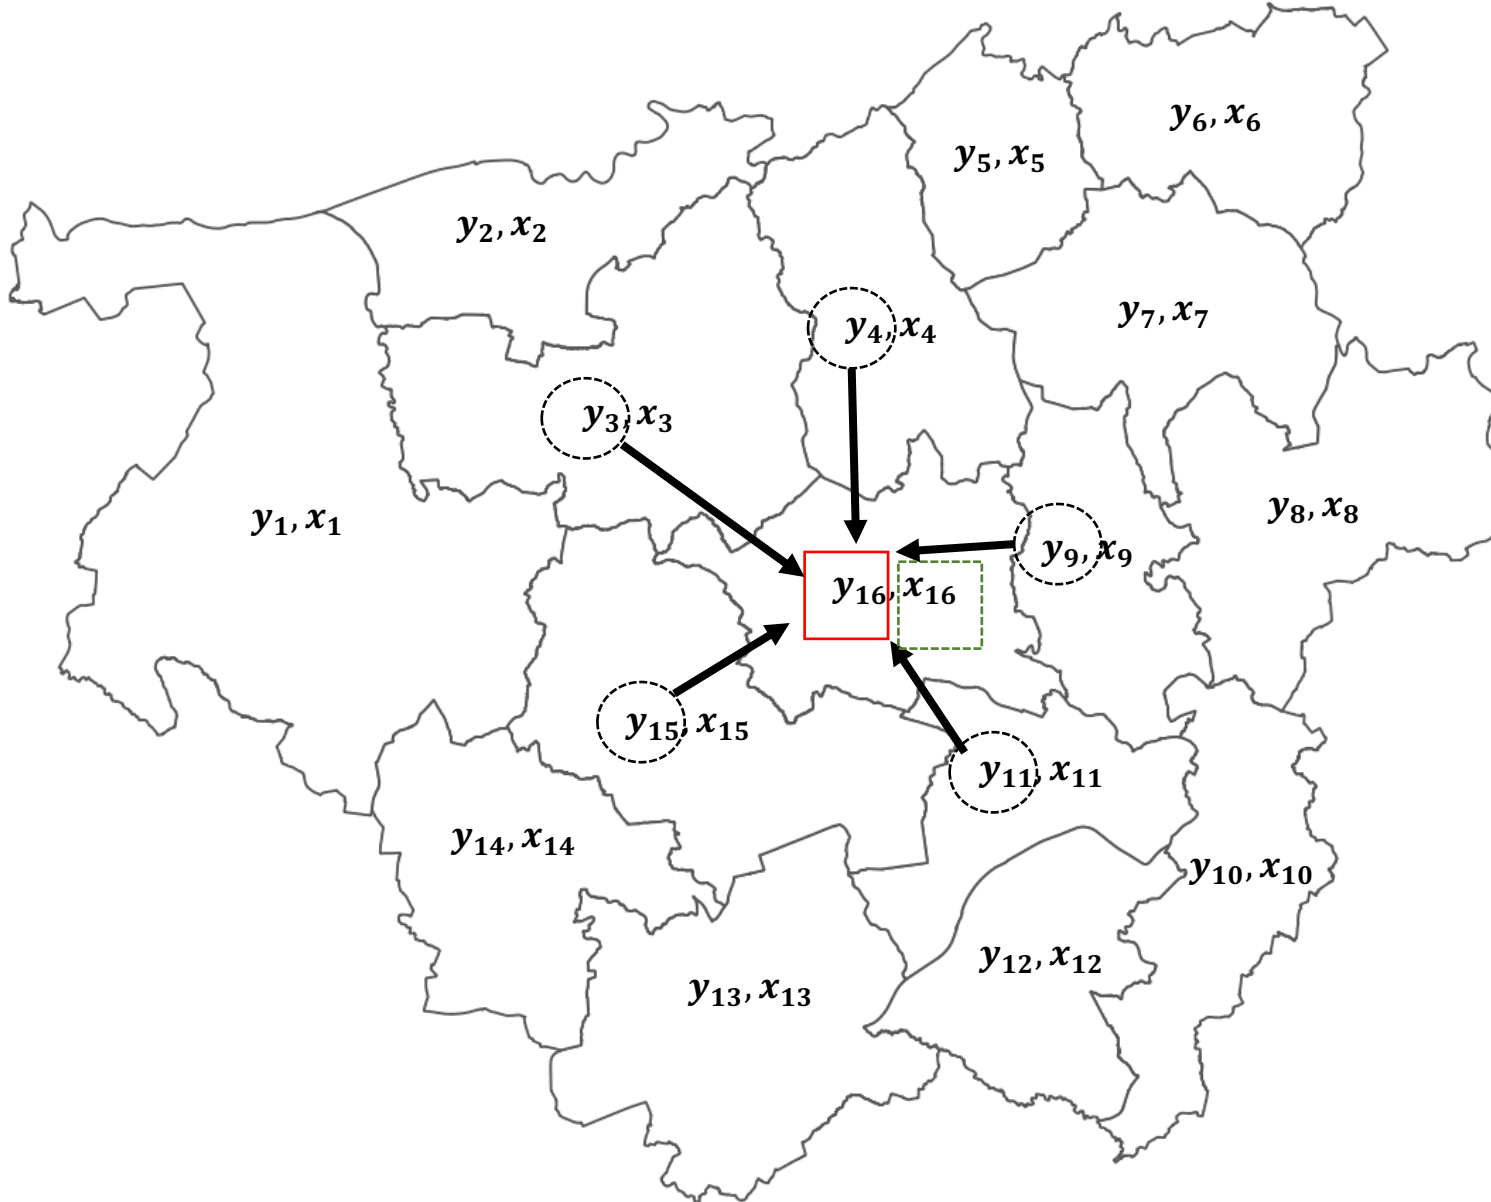 y₆, x₆
y₅, x₅
y₂, x₂
y₇, x₇
y₄, x₄
y₃, x₃
y₈, x₈
y₁, x₁
y₉, x₉
y₁₆, x₁₆
y₁₅, x₁₅
y₁₁, x₁₁
y₁₄, x₁₄
y₁₀, x₁₀
y₁₂, x₁₂
y₁₃, x₁₃